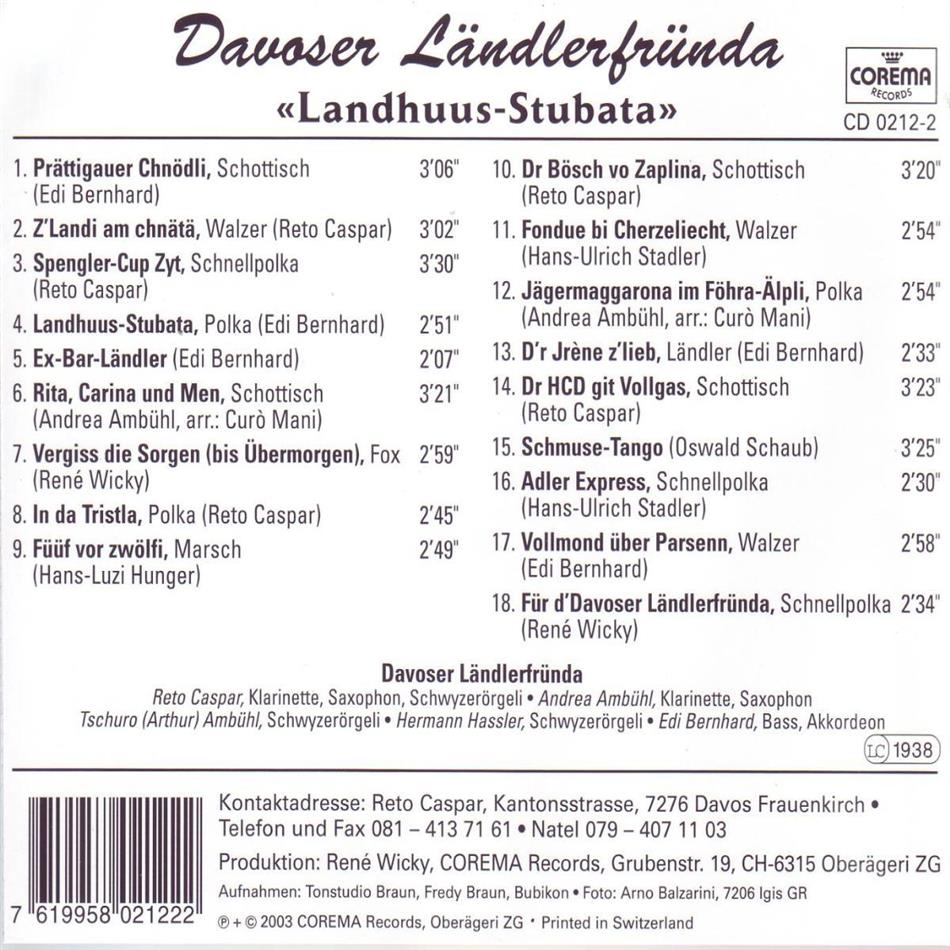 Davoser Ländlerfründa
«Landhuus-Stubata»
COREMA
RECORDS
CD 0212-2
1. Prättigauer Chnödli, Schottisch 3'06"
(Edi Bernhard)
2. Z'Landi am chnätä, Walzer (Reto Caspar) 3'02"
3. Spengler-Cup Zyt, Schnellpolka 3'30"
(Reto Caspar)
4. Landhuus-Stubata, Polka (Edi Bernhard) 2'51"
5. Ex-Bar-Ländler (Edi Bernhard) 2'07"
6. Rita, Carina und Men, Schottisch 3'21"
(Andrea Ambühl, arr.: Curò Mani)
7. Vergiss die Sorgen (bis Übermorgen), Fox 2'59"
(René Wicky)
8. In da Tristla, Polka (Reto Caspar) 2'45"
9. Füüf vor zwölfi, Marsch 2'49"
(Hans-Luzi Hunger)
10. Dr Bösch vo Zaplina, Schottisch 3'20"
(Reto Caspar)
11. Fondue bi Cherzeliecht, Walzer 2'54"
(Hans-Ulrich Stadler)
12. Jägermaggarona im Föhra-Älpli, Polka 2'54"
(Andrea Ambühl, arr.: Curò Mani)
13. D'r Jrène z'lieb, Ländler (Edi Bernhard) 2'33"
14. Dr HCD git Vollgas, Schottisch 3'23"
(Reto Caspar)
15. Schmuse-Tango (Oswald Schaub) 3'25"
16. Adler Express, Schnellpolka 2'30"
(Hans-Ulrich Stadler)
17. Vollmond über Parsenn, Walzer 2'58"
(Edi Bernhard)
18. Für d'Davoser Ländlerfründa, Schnellpolka 2'34"
(René Wicky)
Davoser Ländlerfründa
Reto Caspar, Klarinette, Saxophon, Schwyzerörgeli • Andrea Ambühl, Klarinette, Saxophon
Tschuro (Arthur) Ambühl, Schwyzerörgeli • Hermann Hassler, Schwyzerörgeli • Edi Bernhard, Bass, Akkordeon
LC 1938
Kontaktadresse: Reto Caspar, Kantonsstrasse, 7276 Davos Frauenkirch •
Telefon und Fax 081 – 413 71 61 • Natel 079 – 407 11 03
Produktion: René Wicky, COREMA Records, Grubenstr. 19, CH-6315 Oberägeri ZG
Aufnahmen: Tonstudio Braun, Fredy Braun, Bubikon • Foto: Arno Balzarini, 7206 Igis GR
℗ + © 2003 COREMA Records, Oberägeri ZG • Printed in Switzerland
7 619958 021222